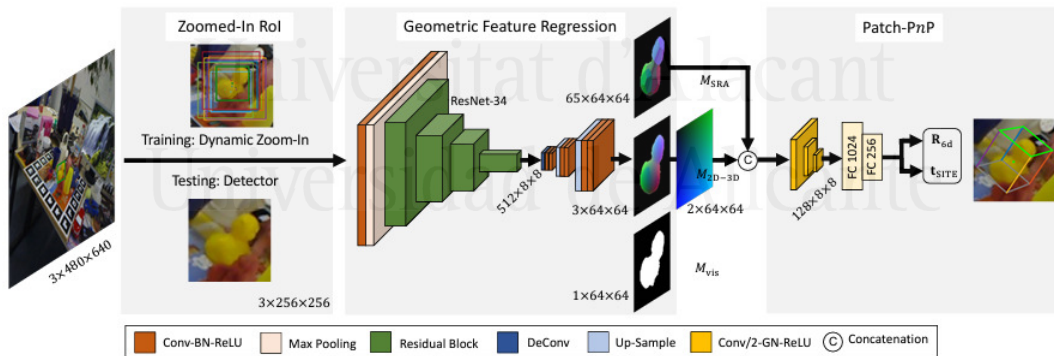 Zoomed-In RoI
Geometric Feature Regression
Patch-PnP
Universitat d'Alacant
Universidad de Alicante
ResNet-34
65×64×64
M_SRA
Training: Dynamic Zoom-In
Testing: Detector
3×480×640
3×256×256
512×8×8
3×64×64
M_2D−3D
2×64×64
C
128×8×8
FC 1024
FC 256
R_6d
t_SITE
M_vis
1×64×64
Conv-BN-ReLU
Max Pooling
Residual Block
DeConv
Up-Sample
Conv/2-GN-ReLU
C
Concatenation